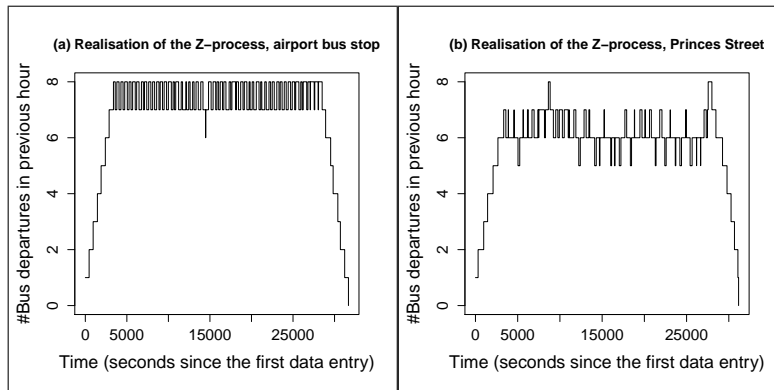 (a) Realisation of the Z−process, airport bus stop
#Bus departures in previous hour
8
6
4
2
0
0 5000 15000 25000
Time (seconds since the first data entry)
(b) Realisation of the Z−process, Princes Street
#Bus departures in previous hour
8
6
4
2
0
0 5000 15000 25000
Time (seconds since the first data entry)